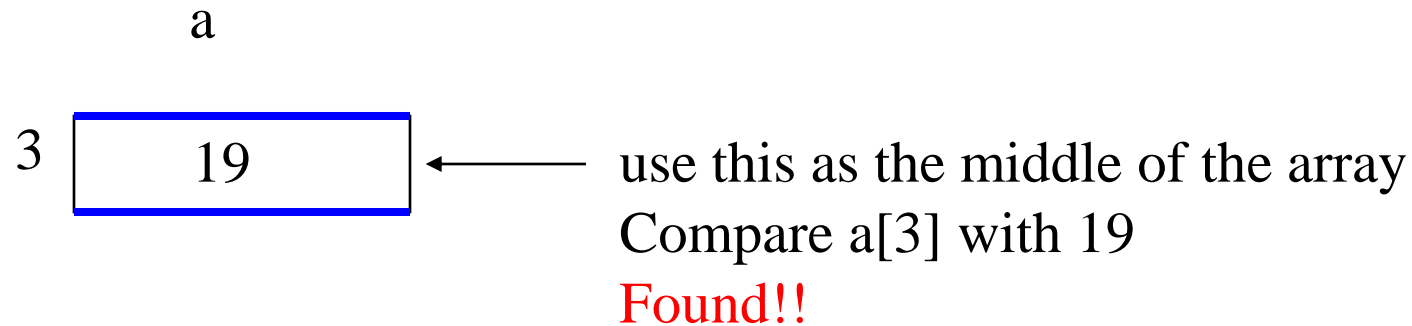 a
3
19
use this as the middle of the array
Compare a[3] with 19
Found!!